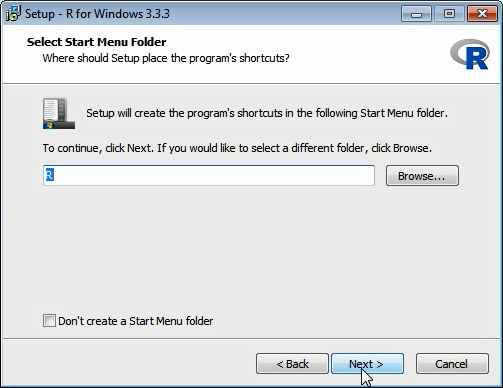 Setup - R for Windows 3.3.3
Select Start Menu Folder
Where should Setup place the program's shortcuts?
R
Setup will create the program's shortcuts in the following Start Menu folder.
To continue, click Next. If you would like to select a different folder, click Browse.
R
Browse...
Don't create a Start Menu folder
< Back
Next >
Cancel